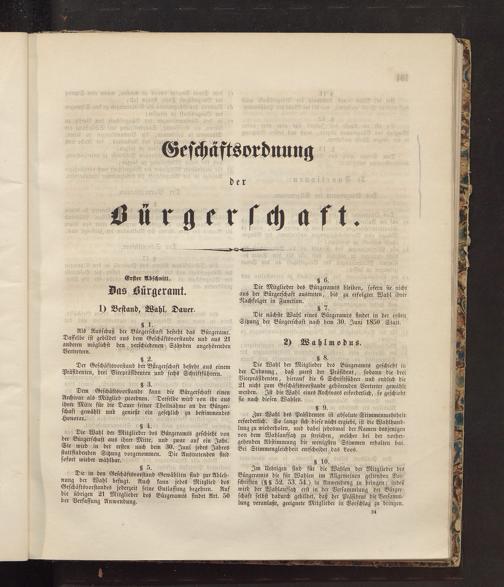 Geschäftsordnung
der
Bürgerschaft.
Erster Abschnitt.
Das Bürgeramt.
1) Bestand, Wahl, Dauer.
§ 1.
Als Ausschuß der Bürgerschaft besteht das Bürgeramt.
Dasselbe ist gebildet aus dem Geschäftsvorstande und aus 21
anderen möglichst den verschiedenen Ständen angehörenden
Vertretern.
§ 2.
Der Geschäftsvorstand der Bürgerschaft besteht aus einem
Präsidenten, drei Vicepräsidenten und sechs Schriftführern.
§ 3.
Dem Geschäftsvorstande kann die Bürgerschaft einen
Archivar als Mitglied zuordnen. Derselbe wird von ihr aus
ihrer Mitte für die Dauer seiner Theilnahme an der Bürger-
schaft gewählt und genießt ein gesetzlich zu bestimmendes
Honorar.
§ 4.
Die Wahl der Mitglieder des Bürgeramts geschieht von
der Bürgerschaft aus ihrer Mitte, und zwar auf ein Jahr.
Sie wird in der ersten nach dem 30. Juni jedes Jahres
stattfindenden Sitzung vorgenommen. Die Austretenden sind
sofort wieder wählbar.
§ 5.
Die in den Geschäftsvorstand Gewählten sind zur Ableh-
nung der Wahl befugt. Auch kann jedes Mitglied des
Geschäftsvorstandes jederzeit seine Entlassung begehren. Auf
die übrigen 21 Mitglieder des Bürgeramts findet Art. 50
der Verfassung Anwendung.
§ 6.
Die Mitglieder des Bürgeramts bleiben, sofern sie nicht
aus der Bürgerschaft austreten, bis zu erfolgter Wahl ihrer
Nachfolger in Function.
§ 7.
Die nächste Wahl eines Bürgeramts findet in der ersten
Sitzung der Bürgerschaft nach dem 30. Juni 1850 Statt.
2) Wahlmodus.
§ 8.
Die Wahl der Mitglieder des Bürgeramts geschieht in
der Ordnung, daß zuerst der Präsident, sodann die drei
Vicepräsidenten, hierauf die 6 Schriftführer und endlich die
21 nicht zum Geschäftsvorstand gehörenden Vertreter gewählt
werden. Ist die Wahl eines Archivars erforderlich, so geschieht
sie nach diesen Wahlen.
§ 9.
Zur Wahl des Präsidenten ist absolute Stimmenmehrheit
erforderlich. So lange sich diese nicht ergiebt, ist die Wahlhand-
lung zu wiederholen, und dabei jedesmal der Namen desjenigen
von dem Wahlaufsatz zu streichen, welcher bei der vorher-
gehenden Abstimmung die wenigsten Stimmen erhalten hat.
Bei Stimmengleichheit entscheidet das Loos.
§ 10.
Im Uebrigen sind für die Wahlen der Mitglieder des
Bürgeramts die für Wahlen im Allgemeinen geltenden Vor-
schriften (§§ 52. 53. 54.) in Anwendung zu bringen; indeß
wird der Wahlaufsatz erst in der Versammlung der Bürger-
schaft selbst dadurch gebildet, daß der Präsident die Versamm-
lung veranlaßt, geeignete Mitglieder in Vorschlag zu bringen.